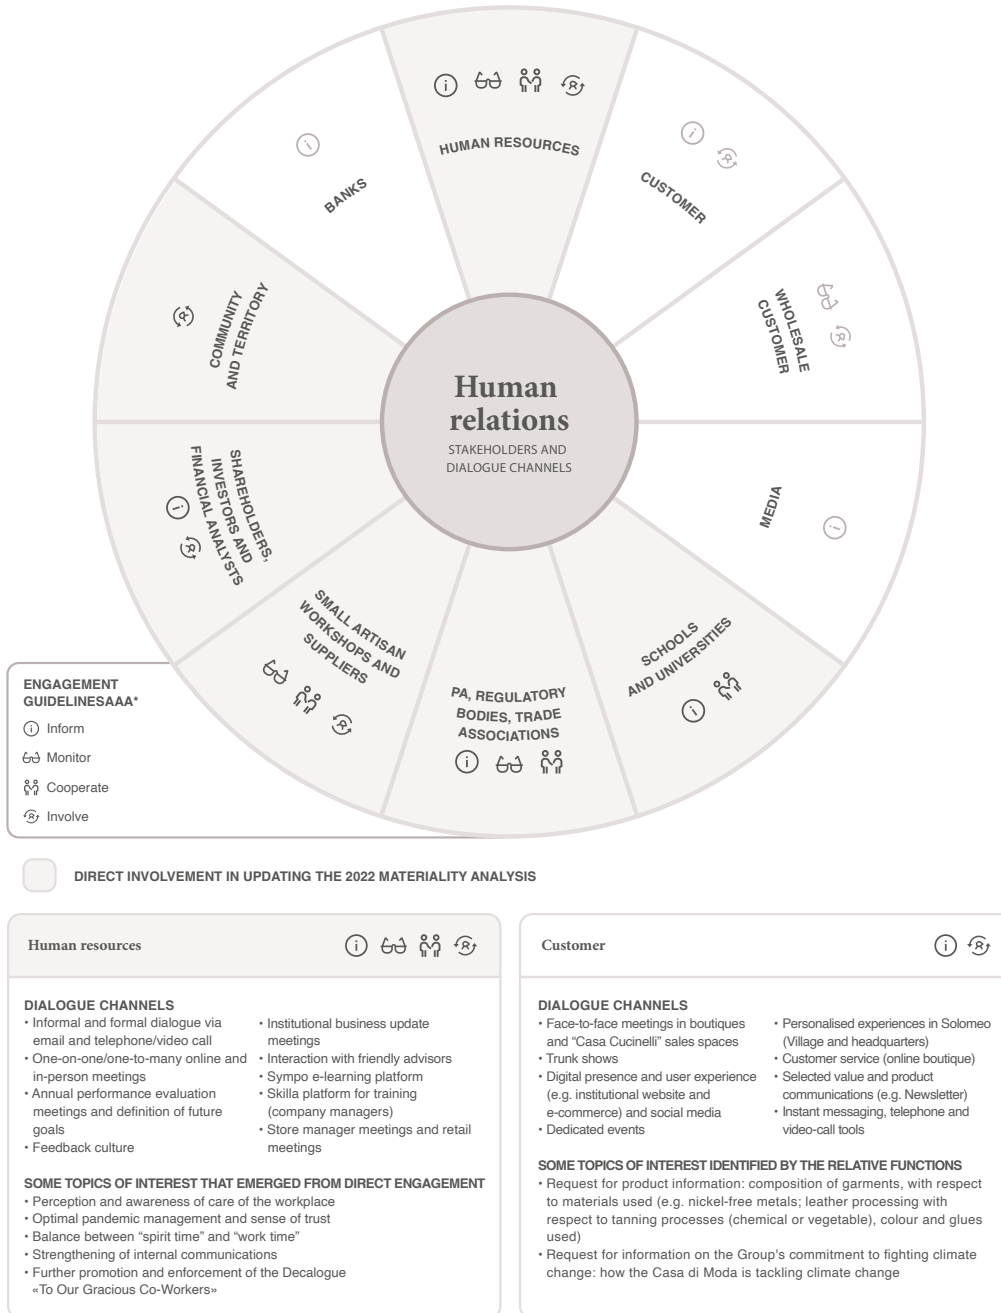 HUMAN RESOURCES
CUSTOMER
WHOLESALE
CUSTOMER
MEDIA
SCHOOLS
AND UNIVERSITIES
PA, REGULATORY
BODIES, TRADE
ASSOCIATIONS
SMALL ARTISAN
WORKSHOPS AND
SUPPLIERS
SHAREHOLDERS,
INVESTORS AND
FINANCIAL ANALYSTS
COMMUNITY
AND TERRITORY
BANKS
Human
relations
STAKEHOLDERS AND
DIALOGUE CHANNELS
ENGAGEMENT
GUIDELINESAAA*
Inform
Monitor
Cooperate
Involve
DIRECT INVOLVEMENT IN UPDATING THE 2022 MATERIALITY ANALYSIS
Human resources
DIALOGUE CHANNELS
• Informal and formal dialogue via
email and telephone/video call
• One-on-one/one-to-many online and
in-person meetings
• Annual performance evaluation
meetings and definition of future
goals
• Feedback culture
• Institutional business update
meetings
• Interaction with friendly advisors
• Sympo e-learning platform
• Skilla platform for training
(company managers)
• Store manager meetings and retail
meetings
SOME TOPICS OF INTEREST THAT EMERGED FROM DIRECT ENGAGEMENT
• Perception and awareness of care of the workplace
• Optimal pandemic management and sense of trust
• Balance between “spirit time” and “work time”
• Strengthening of internal communications
• Further promotion and enforcement of the Decalogue
«To Our Gracious Co-Workers»
Customer
DIALOGUE CHANNELS
• Face-to-face meetings in boutiques
and “Casa Cucinelli” sales spaces
• Trunk shows
• Digital presence and user experience
(e.g. institutional website and
e-commerce) and social media
• Dedicated events
• Personalised experiences in Solomeo
(Village and headquarters)
• Customer service (online boutique)
• Selected value and product
communications (e.g. Newsletter)
• Instant messaging, telephone and
video-call tools
SOME TOPICS OF INTEREST IDENTIFIED BY THE RELATIVE FUNCTIONS
• Request for product information: composition of garments, with respect
to materials used (e.g. nickel-free metals; leather processing with
respect to tanning processes (chemical or vegetable), colour and glues
used)
• Request for information on the Group's commitment to fighting climate
change: how the Casa di Moda is tackling climate change